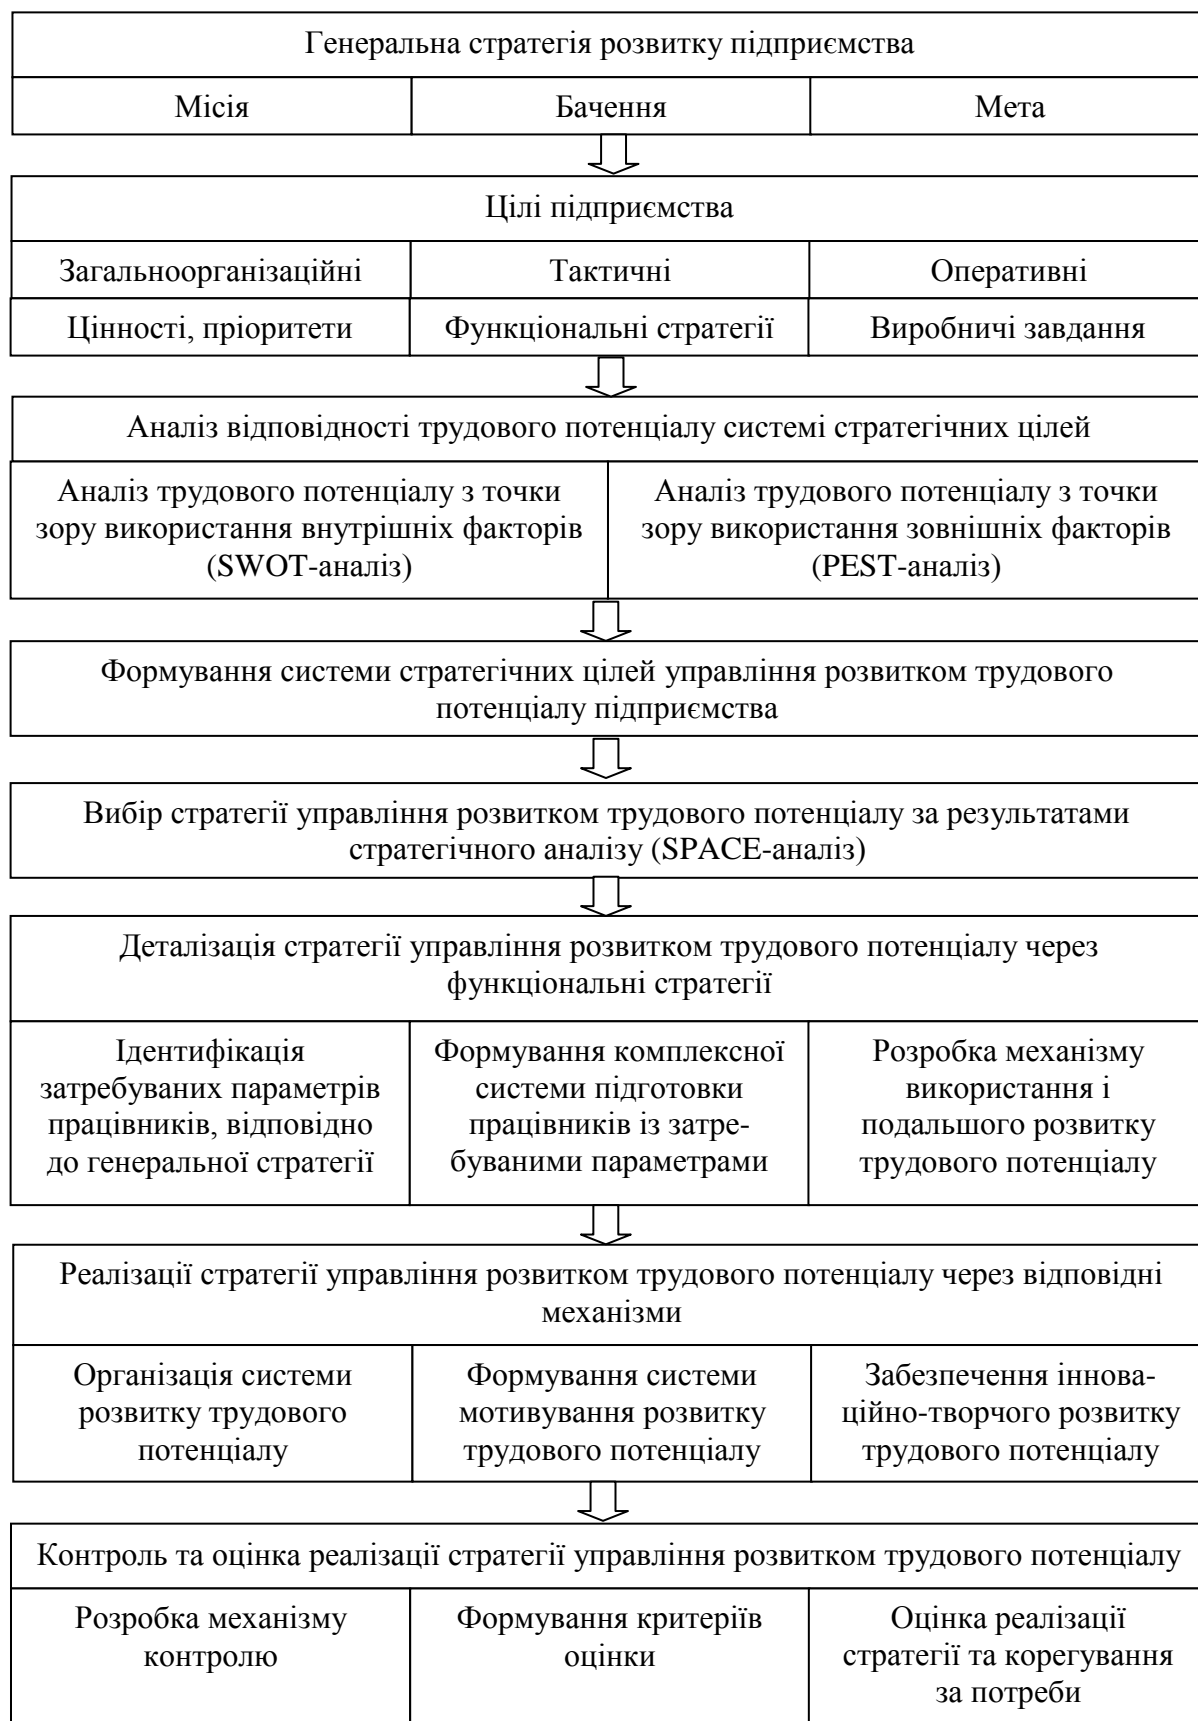 Генеральна стратегія розвитку підприємства
Місія
Бачення
Мета
Цілі підприємства
Загальноорганізаційні
Тактичні
Оперативні
Цінності, пріоритети
Функціональні стратегії
Виробничі завдання
Аналіз відповідності трудового потенціалу системі стратегічних цілей
Аналіз трудового потенціалу з точки
зору використання внутрішніх факторів
(SWOT-аналіз)
Аналіз трудового потенціалу з точки
зору використання зовнішніх факторів
(PEST-аналіз)
Формування системи стратегічних цілей управління розвитком трудового
потенціалу підприємства
Вибір стратегії управління розвитком трудового потенціалу за результатами
стратегічного аналізу (SPACE-аналіз)
Деталізація стратегії управління розвитком трудового потенціалу через
функціональні стратегії
Ідентифікація
затребуваних параметрів
працівників, відповідно
до генеральної стратегії
Формування комплексної
системи підготовки
працівників із затре-
буваними параметрами
Розробка механізму
використання і
подальшого розвитку
трудового потенціалу
Реалізації стратегії управління розвитком трудового потенціалу через відповідні
механізми
Організація системи
розвитку трудового
потенціалу
Формування системи
мотивування розвитку
трудового потенціалу
Забезпечення іннова-
ційно-творчого розвитку
трудового потенціалу
Контроль та оцінка реалізації стратегії управління розвитком трудового потенціалу
Розробка механізму
контролю
Формування критеріїв
оцінки
Оцінка реалізації
стратегії та корегування
за потреби